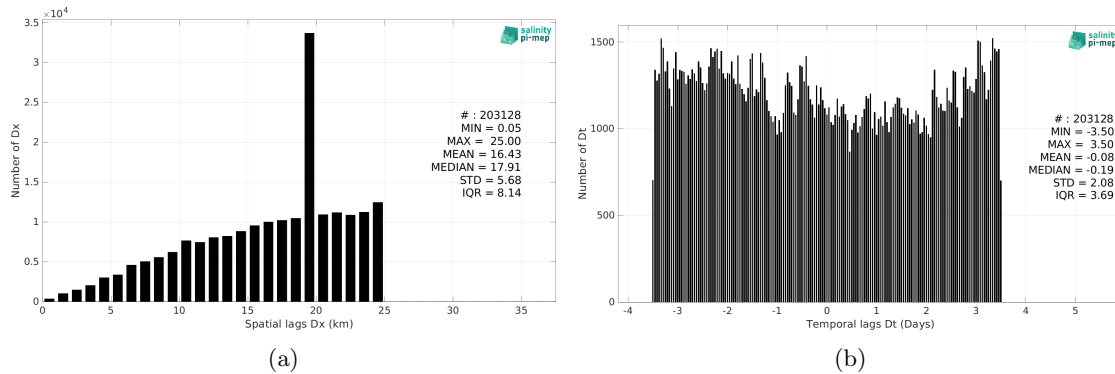 ×10⁴
3.5
3
2.5
2
1.5
1
0.5
0
0 5 10 15 20 25 30 35
Number of Dx
Spatial lags Dx (km)
salinity
pi-mep
# : 203128
MIN = 0.05
MAX = 25.00
MEAN = 16.43
MEDIAN = 17.91
STD = 5.68
IQR = 8.14
(a)
1500
1000
500
0
-4 -3 -2 -1 0 1 2 3 4 5
Number of Dt
Temporal lags Dt (Days)
salinity
pi-mep
# : 203128
MIN = -3.50
MAX = 3.50
MEAN = -0.08
MEDIAN = -0.19
STD = 2.08
IQR = 3.69
(b)